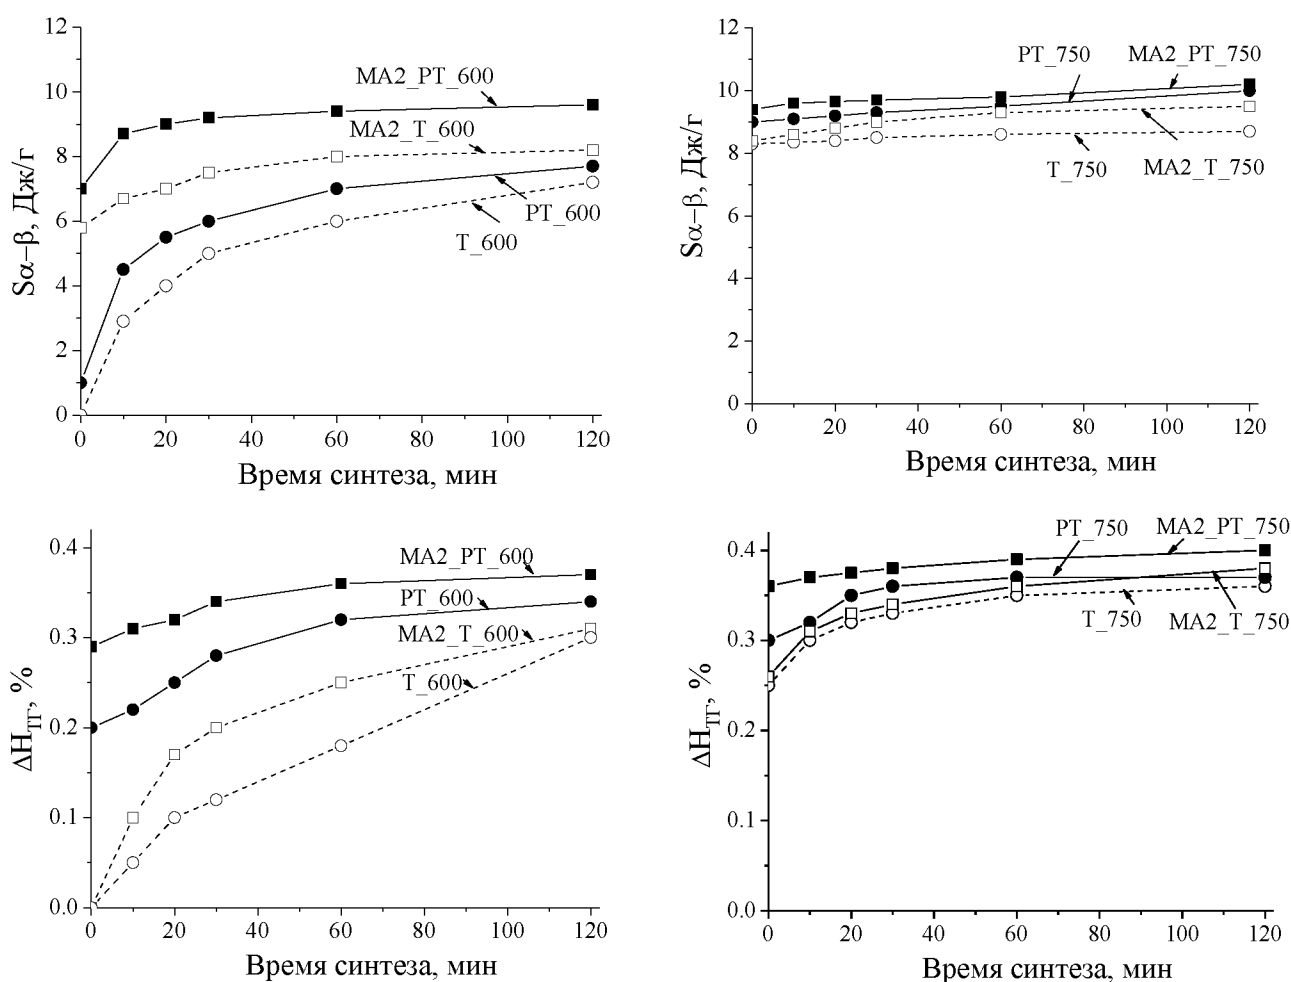 12
10
8
6
4
2
0
Sα–β, Дж/г
MA2_PT_600
MA2_T_600
PT_600
T_600
0 20 40 60 80 100 120
Время синтеза, мин
12
10
8
6
4
2
0
Sα–β, Дж/г
PT_750
MA2_PT_750
T_750
MA2_T_750
0 20 40 60 80 100 120
Время синтеза, мин
0.4
0.3
0.2
0.1
0.0
ΔH_ТГ, %
MA2_PT_600
PT_600
MA2_T_600
T_600
0 20 40 60 80 100 120
Время синтеза, мин
0.4
0.3
0.2
0.1
0.0
ΔH_ТГ, %
PT_750
MA2_PT_750
T_750
MA2_T_750
0 20 40 60 80 100 120
Время синтеза, мин